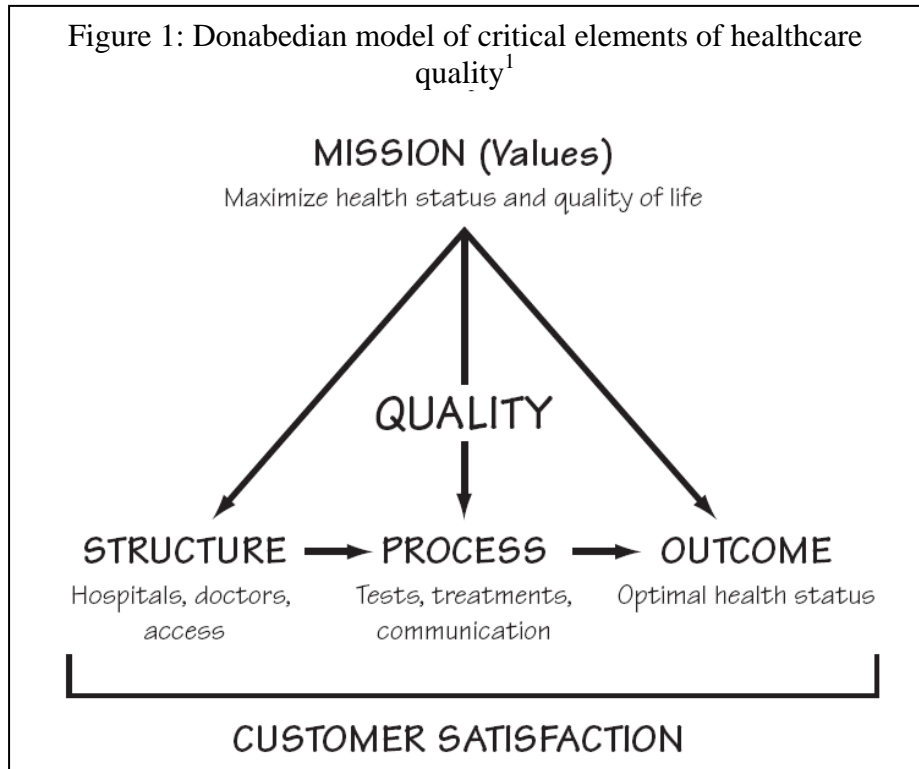 Figure 1: Donabedian model of critical elements of healthcare
quality1
MISSION (Values)
Maximize health status and quality of life
QUALITY
STRUCTURE PROCESS OUTCOME
Hospitals, doctors, Tests, treatments, Optimal health status
access communication
CUSTOMER SATISFACTION